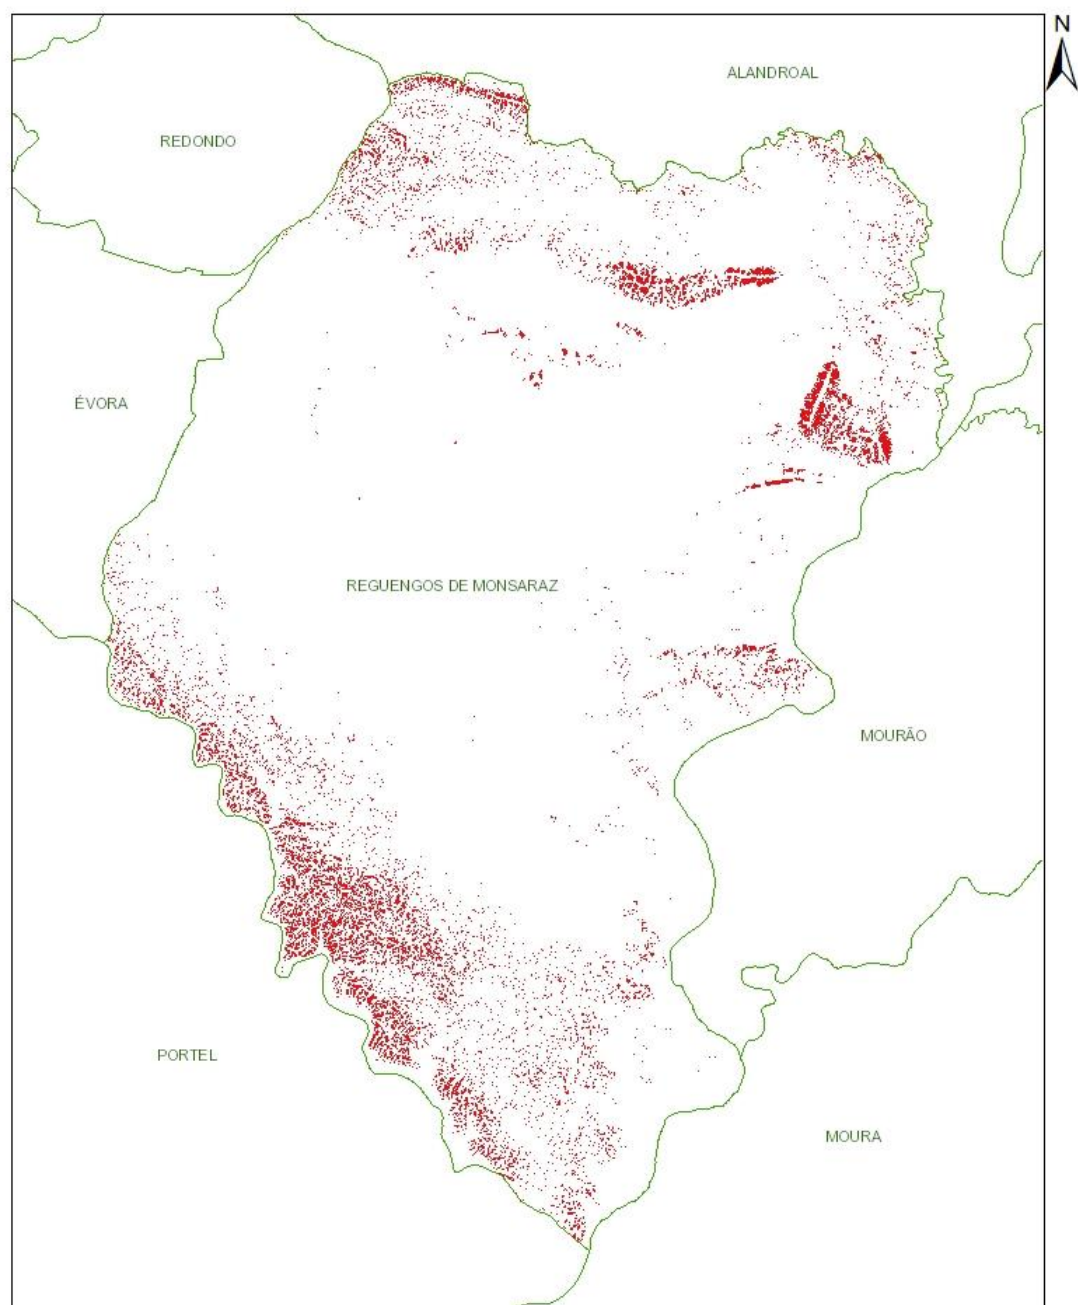 N
ALANDROAL
REDONDO
ÉVORA
REGUENGOS DE MONSARAZ
MOURÃO
PORTEL
MOURA